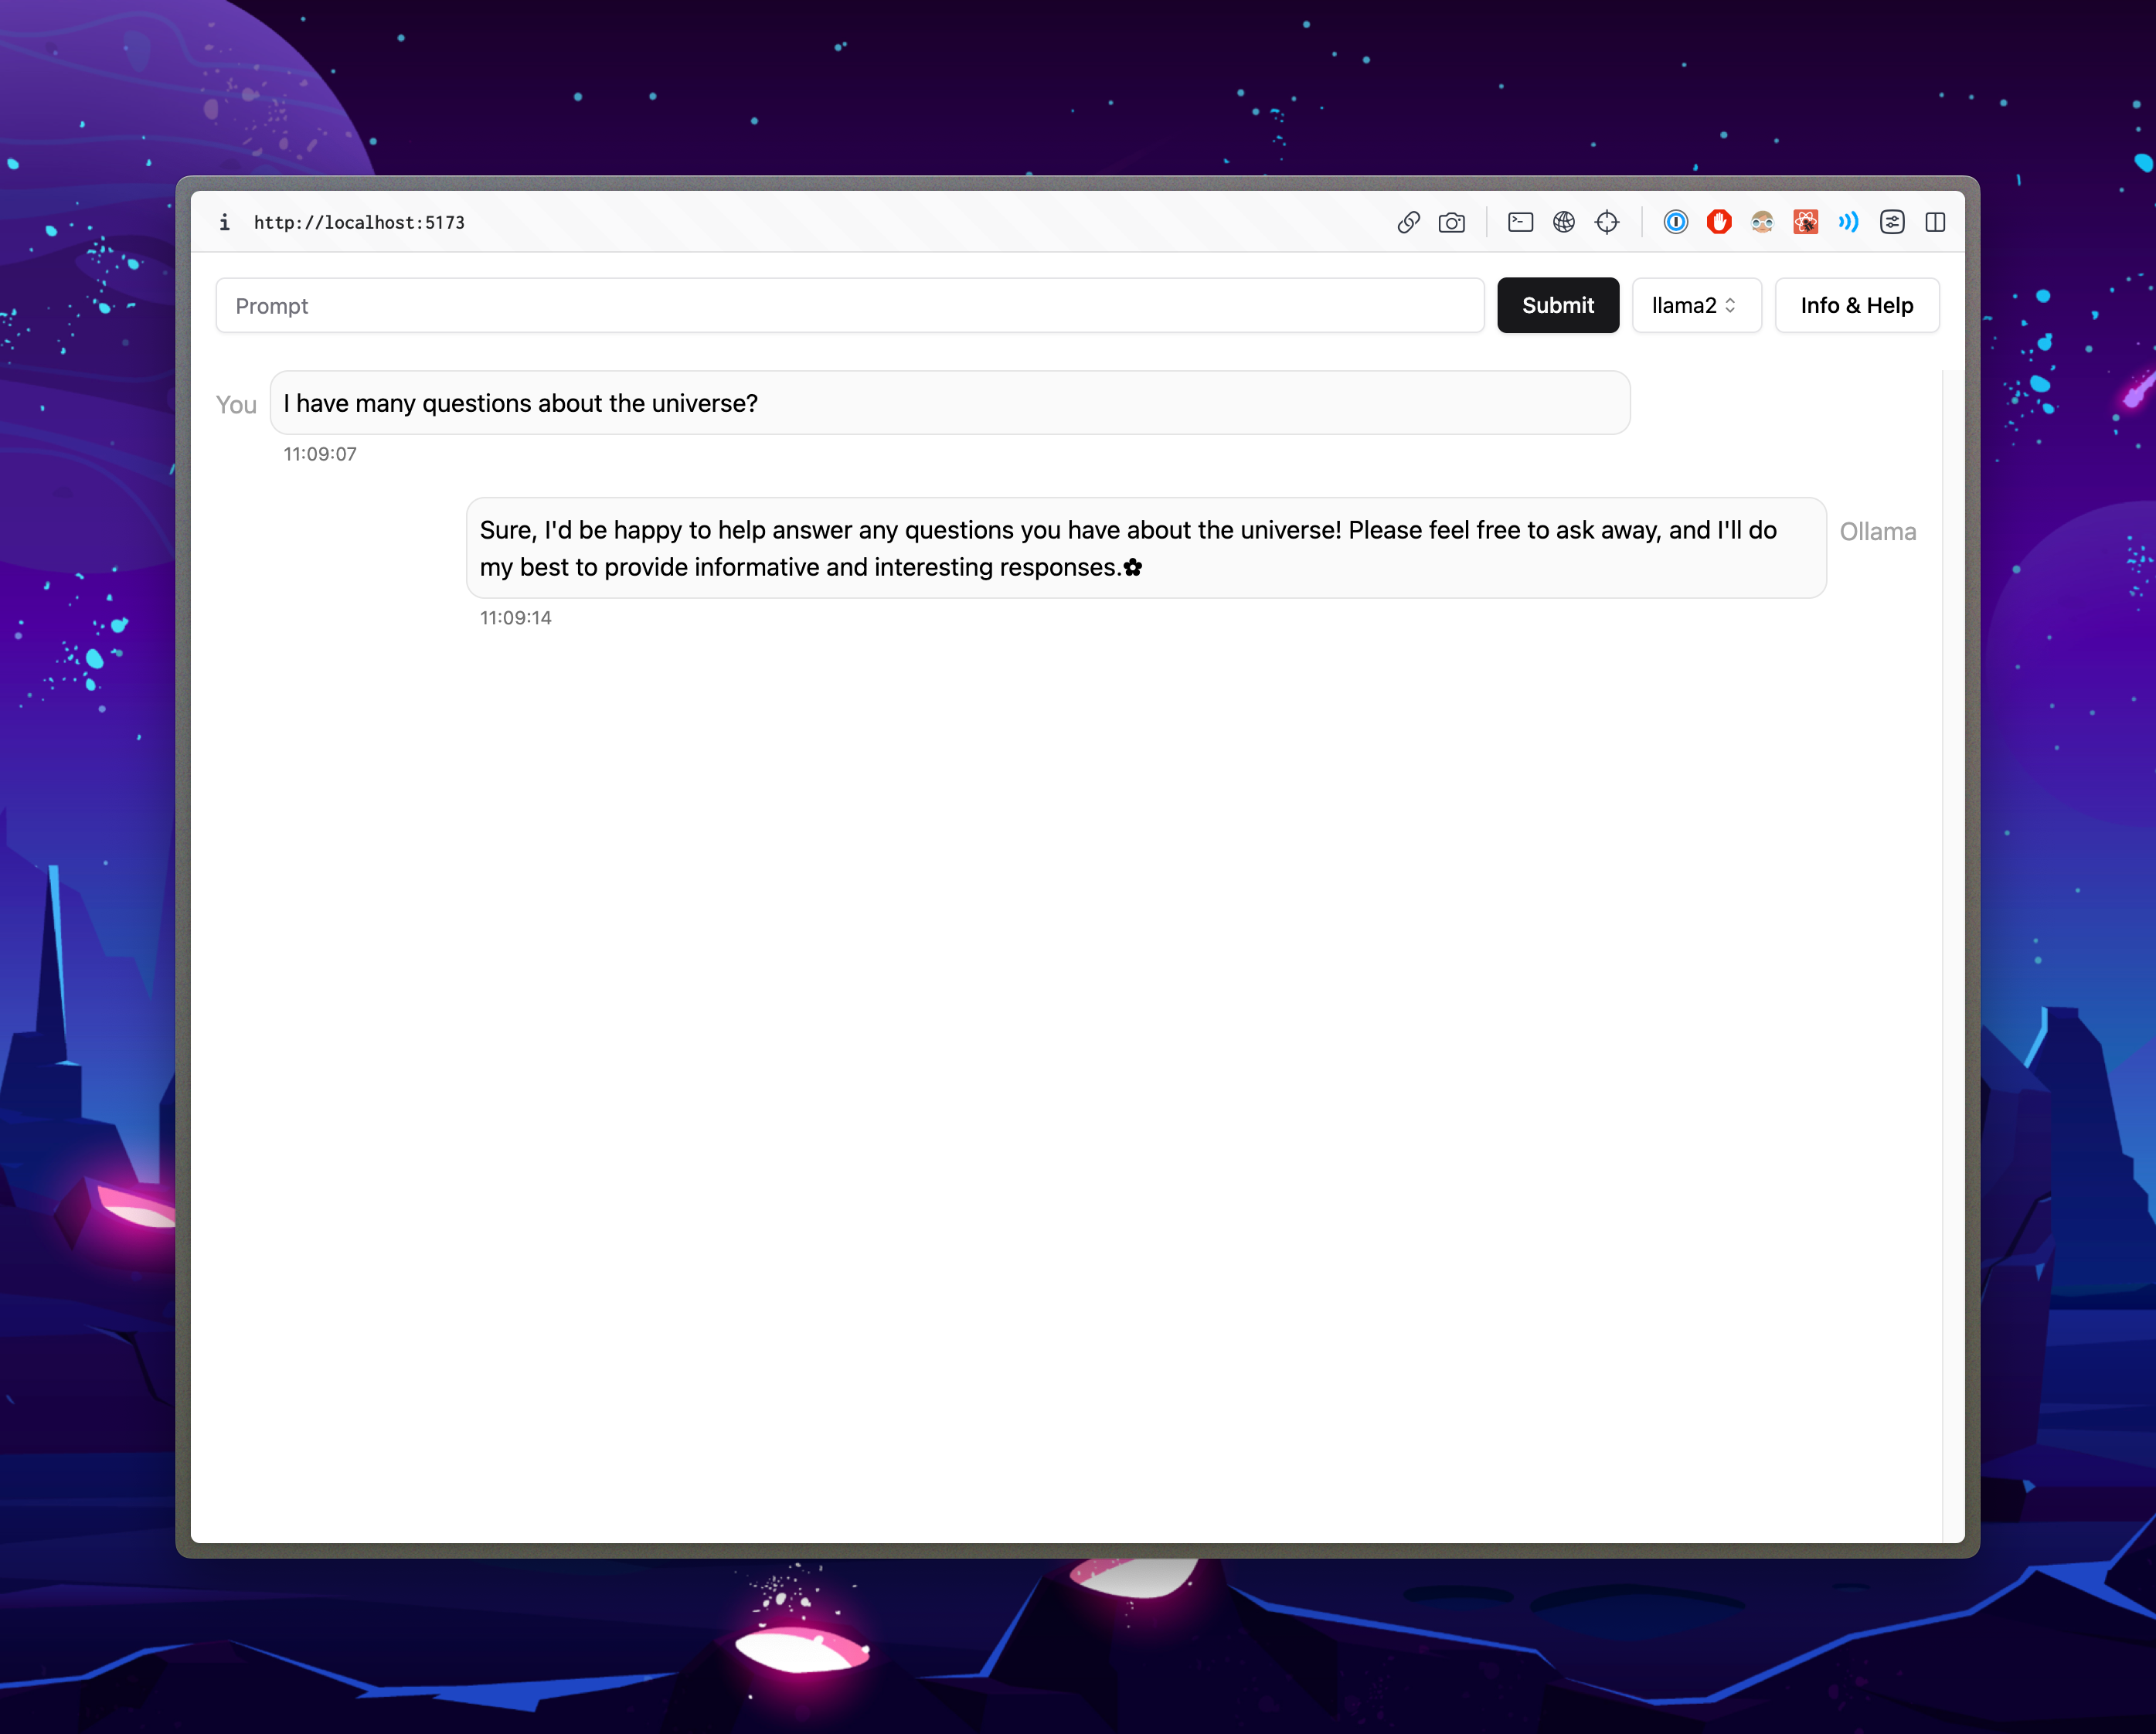 http://localhost:5173
Prompt
Submit
llama2
Info & Help
You
I have many questions about the universe?
11:09:07
Sure, I'd be happy to help answer any questions you have about the universe! Please feel free to ask away, and I'll do
my best to provide informative and interesting responses.✿
Ollama
11:09:14